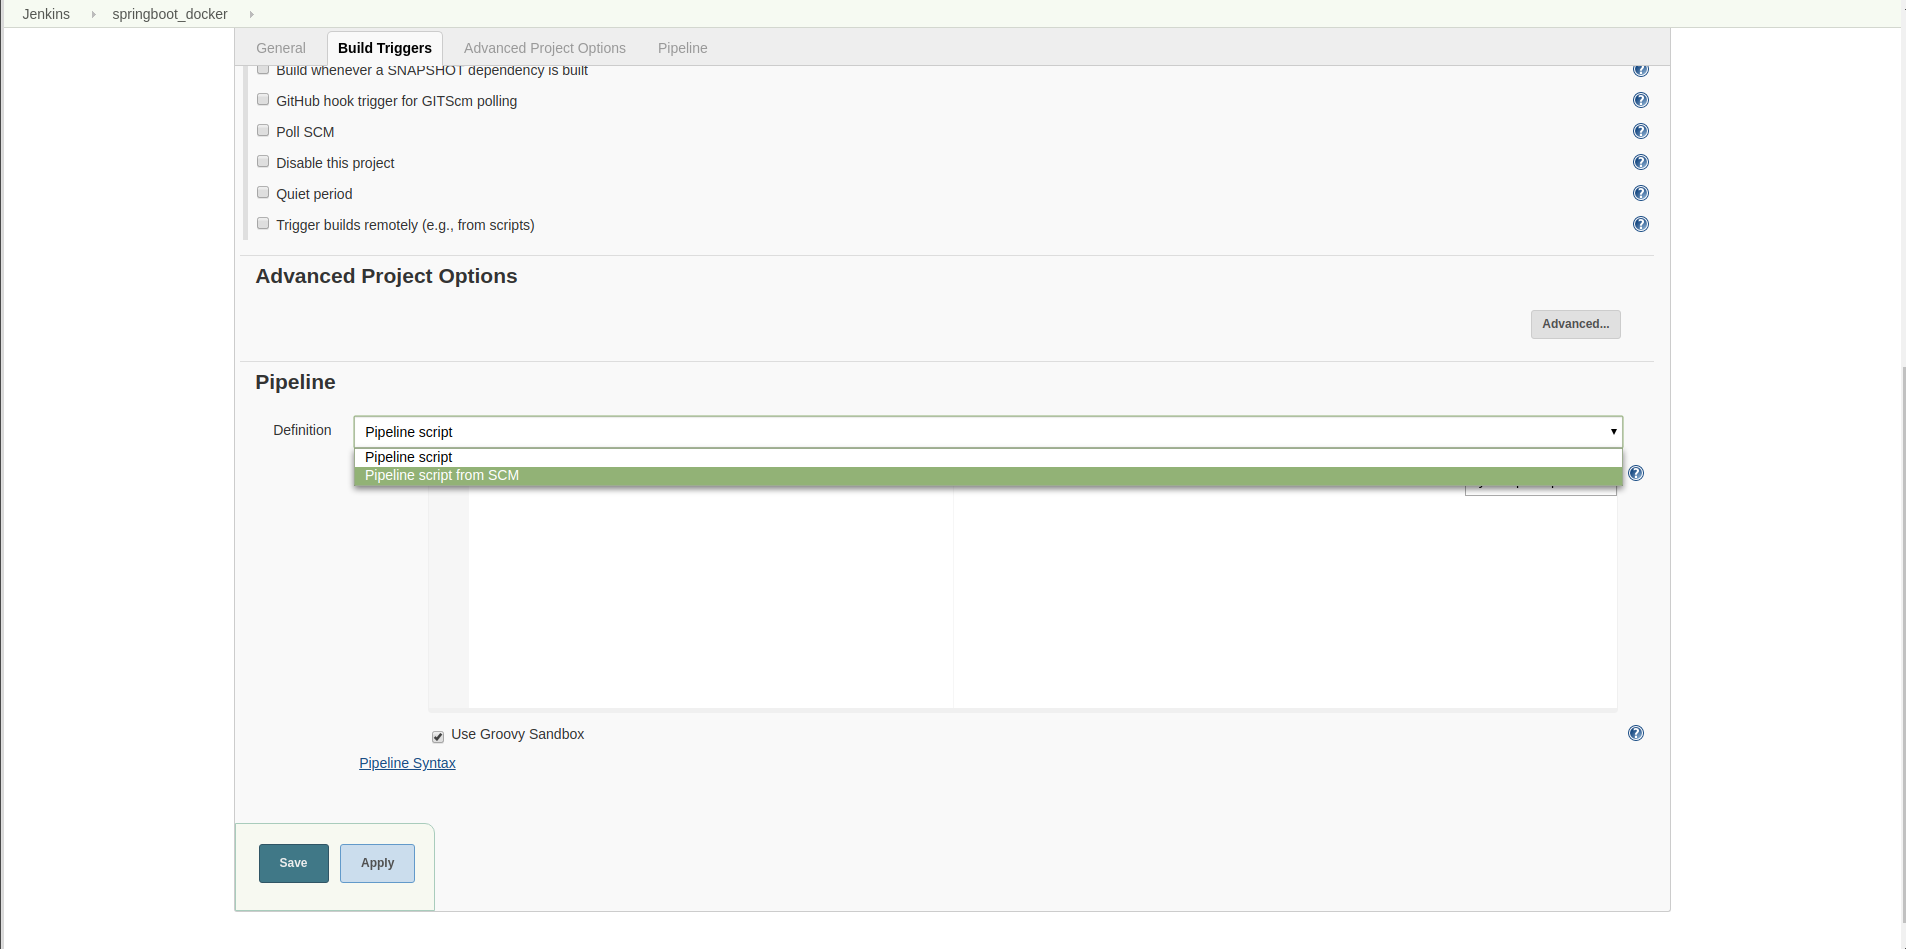 Jenkins springboot_docker
General Build Triggers Advanced Project Options Pipeline
Build whenever a SNAPSHOT dependency is built
GitHub hook trigger for GITScm polling
Poll SCM
Disable this project
Quiet period
Trigger builds remotely (e.g., from scripts)
Advanced Project Options
Advanced...
Pipeline
Definition Pipeline script
Pipeline script
Pipeline script from SCM
Use Groovy Sandbox
Pipeline Syntax
Save Apply